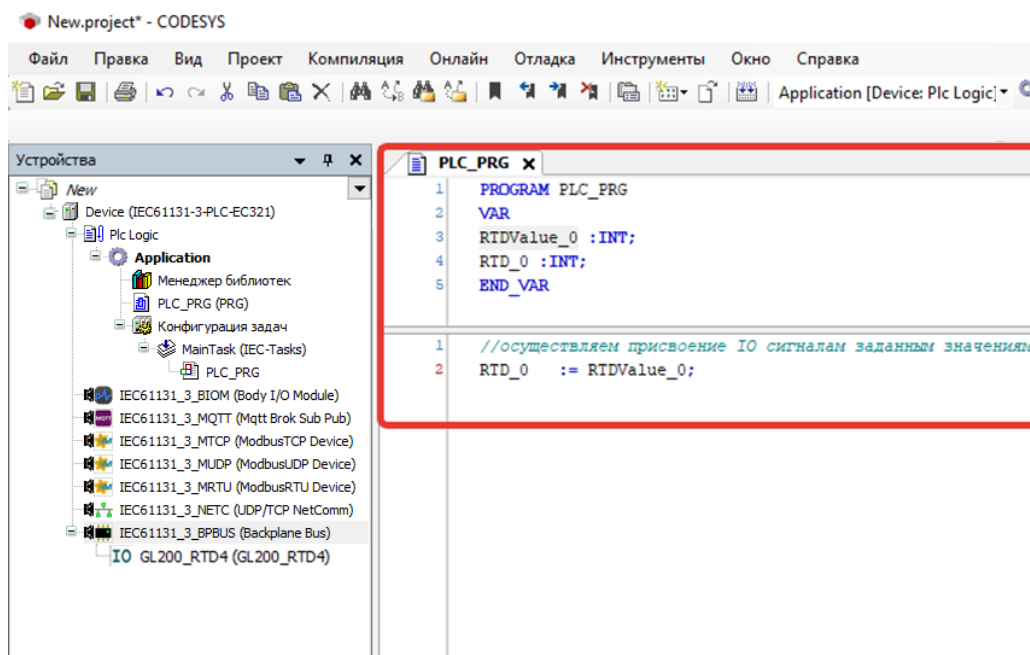 New.project* - CODESYS
Файл Правка Вид Проект Компиляция Онлайн Отладка Инструменты Окно Справка
Application [Device: Plc Logic]
Устройства
New
Device (IEC61131-3-PLC-EC321)
Plc Logic
Application
Менеджер библиотек
PLC_PRG (PRG)
Конфигурация задач
MainTask (IEC-Tasks)
PLC_PRG
IEC61131_3_BIOM (Body I/O Module)
IEC61131_3_MQTT (Mqtt Brok Sub Pub)
IEC61131_3_MTCP (ModbusTCP Device)
IEC61131_3_MUDP (ModbusUDP Device)
IEC61131_3_MRTU (ModbusRTU Device)
IEC61131_3_NETC (UDP/TCP NetComm)
IEC61131_3_BPBUS (Backplane Bus)
IO GL200_RTD4 (GL200_RTD4)
PLC_PRG
1 PROGRAM PLC_PRG
2 VAR
3 RTDValue_0 :INT;
4 RTD_0 :INT;
5 END_VAR
1 //осуществляем присвоение IO сигналам заданным значениям
2 RTD_0 := RTDValue_0;